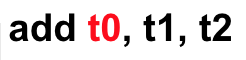 add t0, t1, t2